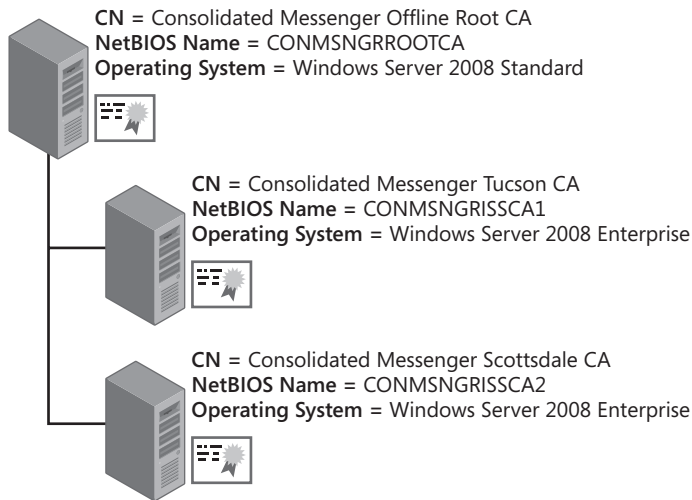 CN = Consolidated Messenger Offline Root CA
NetBIOS Name = CONMSNGRROOTCA
Operating System = Windows Server 2008 Standard
CN = Consolidated Messenger Tucson CA
NetBIOS Name = CONMSNGRISSCA1
Operating System = Windows Server 2008 Enterprise
CN = Consolidated Messenger Scottsdale CA
NetBIOS Name = CONMSNGRISSCA2
Operating System = Windows Server 2008 Enterprise